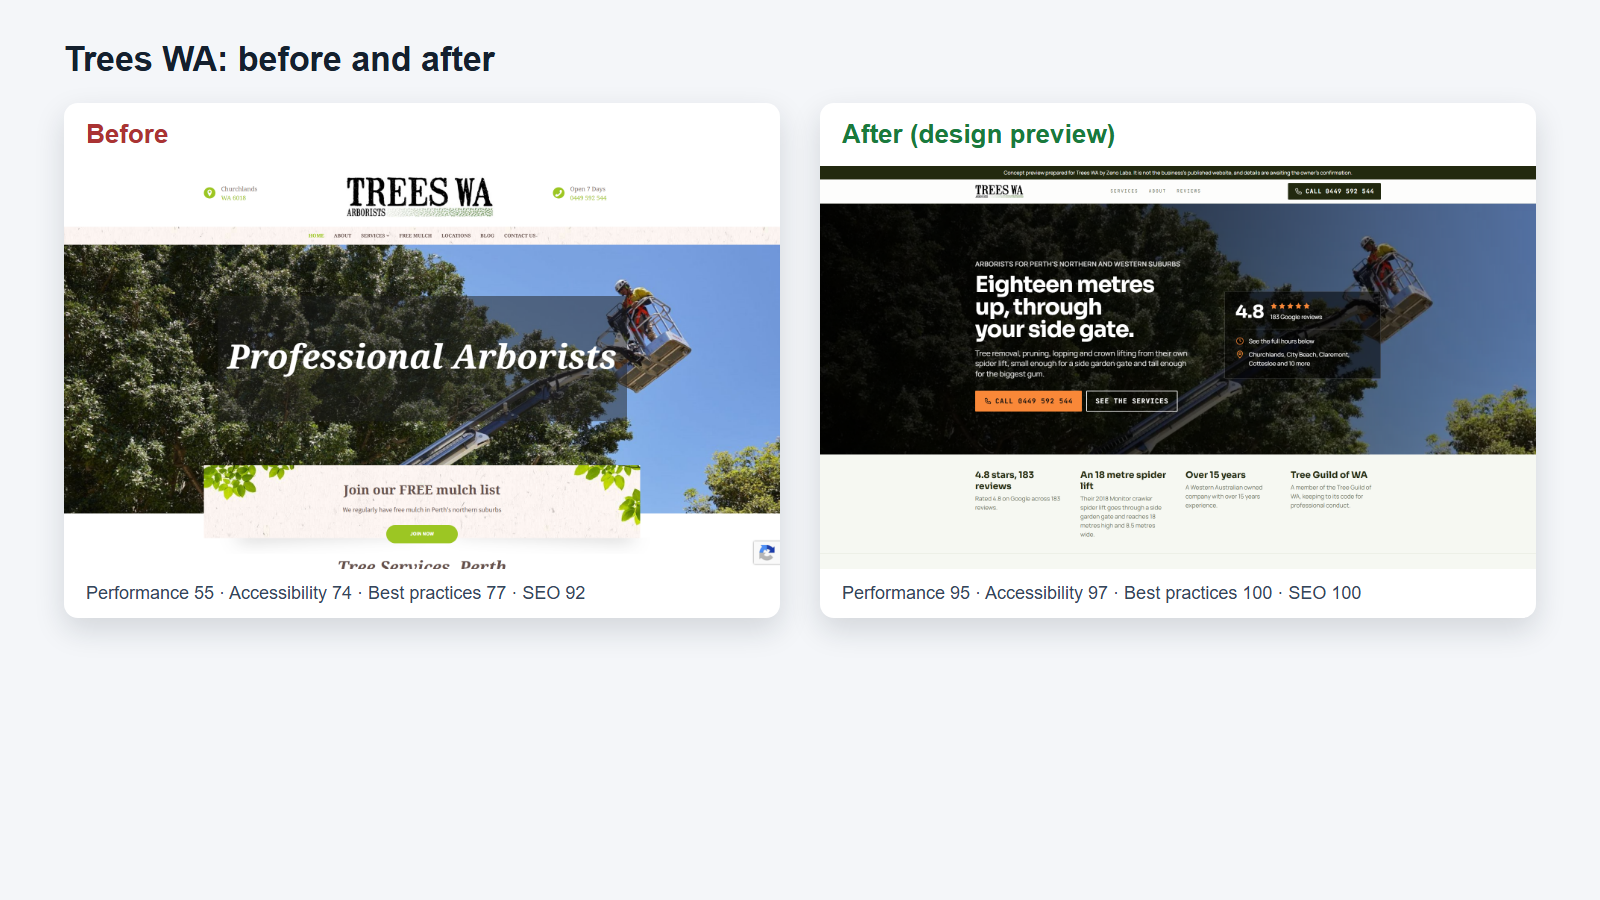 Trees WA: before and after
Before
Churchlands
WA 0018
TREES WA
ARBORISTS
Open 7 Days
0449 592 544
HOME
ABOUT
SERVICES
FREE MULCH
LOCATIONS
BLOG
CONTACT US
Professional Arborists
Join our FREE mulch list
We regularly have free mulch in Perth's northern suburbs
JOIN NOW
Tree Services, Perth
Performance 55 · Accessibility 74 · Best practices 77 · SEO 92
After (design preview)
Concept preview prepared for Trees WA by Zeno Labs. It is not the business's published website, and details are awaiting the owner's confirmation.
TREES WA
ARBORISTS
SERVICES
ABOUT
REVIEWS
CALL 0449 592 544
ARBORISTS FOR PERTH'S NORTHERN AND WESTERN SUBURBS
Eighteen metres
up, through
your side gate.
Tree removal, pruning, lopping and crown lifting from their own
spider lift, small enough for a side garden gate and tall enough
for the biggest gum.
CALL 0449 592 544
SEE THE SERVICES
4.8
183 Google reviews
See the full hours below
Churchlands, City Beach, Claremont,
Cottesloe and 10 more
4.8 stars, 183
reviews
Rated 4.8 on Google across 183
reviews.
An 18 metre spider
lift
Their 2018 Monitor crawler
spider lift goes through a side
garden gate and reaches 18
metres high and 8.5 metres
wide.
Over 15 years
A Western Australian owned
company with over 15 years
experience.
Tree Guild of WA
A member of the Tree Guild of
WA, keeping to its code for
professional conduct.
Performance 95 · Accessibility 97 · Best practices 100 · SEO 100